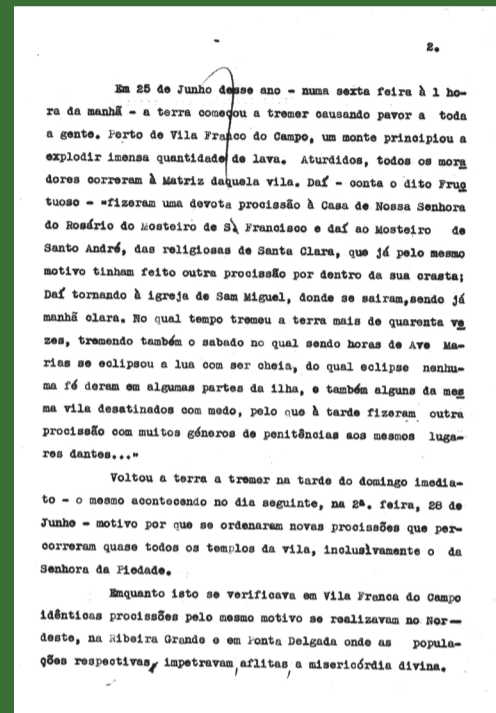 2.
Em 25 de Junho desse ano - numa sexta feira à 1 ho-
ra da manhã - a terra começou a tremer causando pavor a toda
a gente. Perto de Vila Franco do Campo, um monte principiou a
explodir imensa quantidade de lava. Aturdidos, todos os mora
dores correram à Matriz daquela vila. Daí - conta o dito Fruc
tuoso - "fizeram uma devota procissão à Casa de Nossa Senhora
do Rosário do Mosteiro de S. Francisco e daí ao Mosteiro de
Santo André, das religiosas de Santa Clara, que já pelo mesmo
motivo tinham feito outra procissão por dentro da sua crasta;
Daí tornando à igreja de Sam Miguel, donde se sairam, sendo já
manhã clara. No qual tempo tremeu a terra mais de quarenta ve
zes, tremendo também o sabado no qual sendo horas de Ave Ma-
rias se eclipsou a lua com ser cheia, do qual eclipse nenhu-
ma fé deram em algumas partes da ilha, e também alguns da mes
ma vila desatinados com medo, pelo que à tarde fizeram outra
procissão com muitos géneros de penitências aos mesmos luga-
res dantes..."
Voltou a terra a tremer na tarde do domingo imedia-
to - o mesmo acontecendo no dia seguinte, na 2ª. feira, 28 de
Junho - motivo por que se ordenaram novas procissões que per-
correram quase todos os templos da vila, inclusivamente o da
Senhora da Piedade.
Emquanto isto se verificava em Vila Franca do Campo
idênticas procissões pelo mesmo motivo se realizavam no Nor-
deste, na Ribeira Grande e em Ponta Delgada onde as popula-
ções respectivas, impetravam, aflitas, a misericórdia divina.